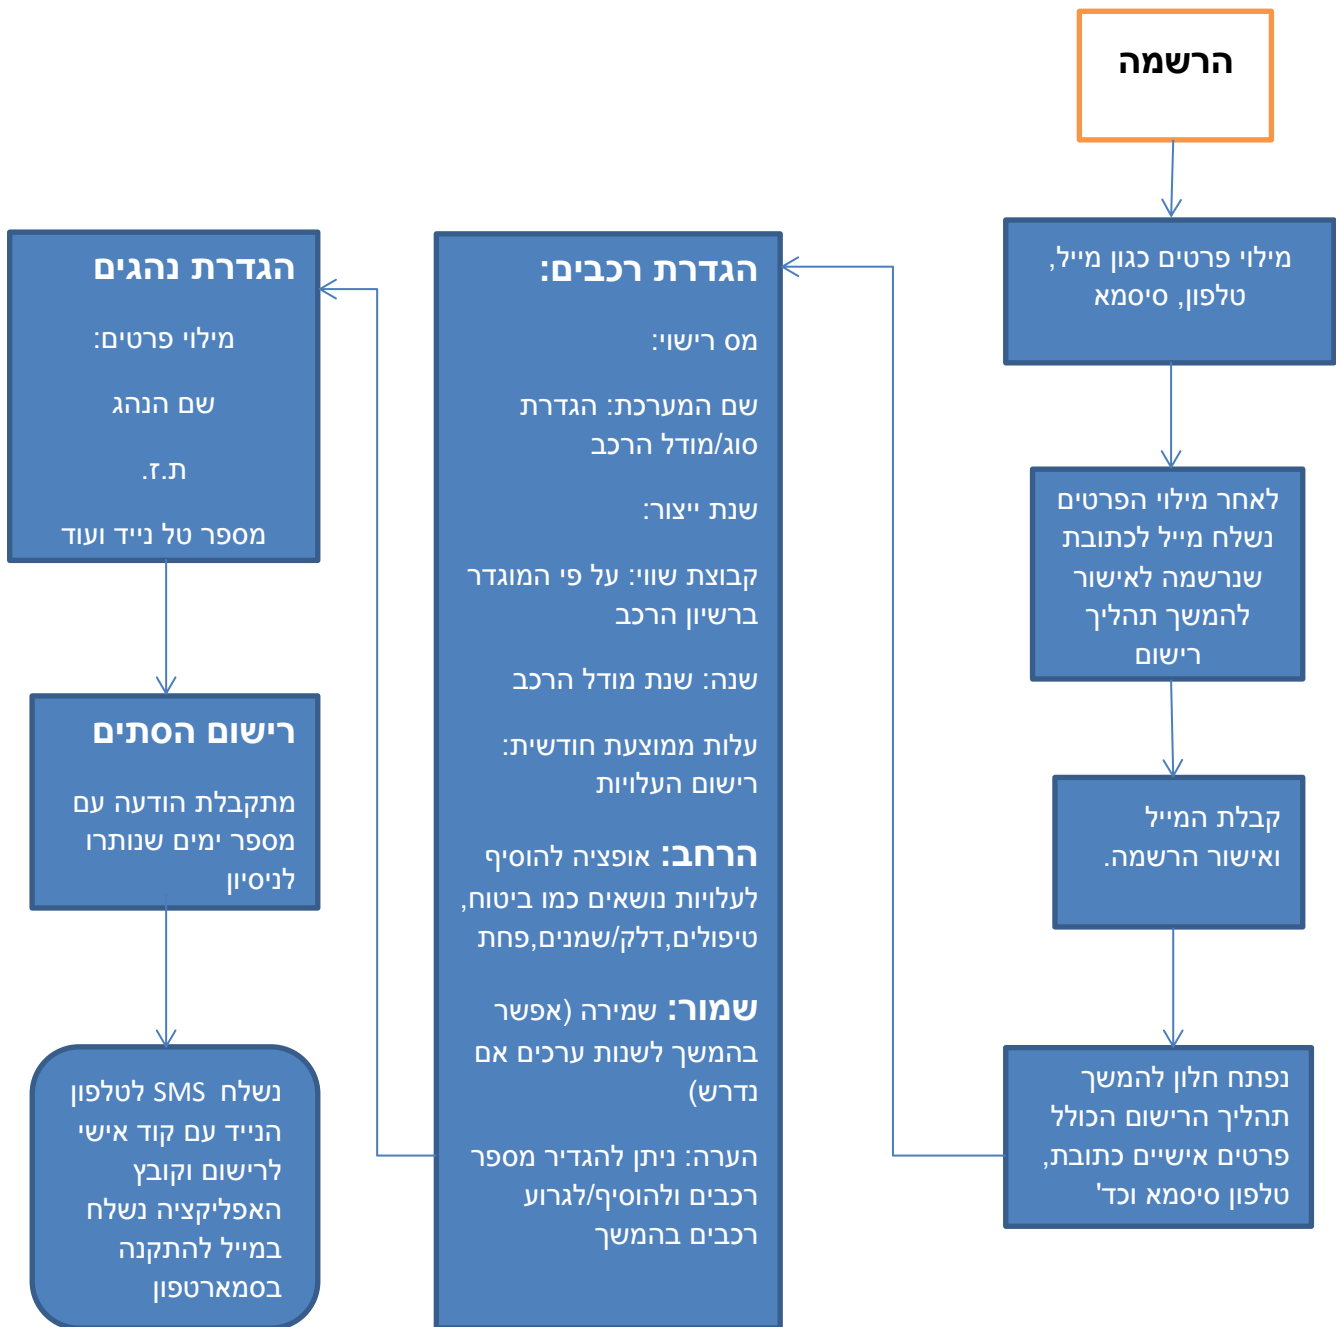 הרשמה
מילוי פרטים כגון מייל,
טלפון, סיסמא
לאחר מילוי הפרטים
נשלח מייל לכתובת
שנרשמה לאישור
להמשך תהליך
רישום
קבלת המייל
ואישור הרשמה.
נפתח חלון להמשך
תהליך הרישום הכולל
פרטים אישיים כתובת,
טלפון סיסמא וכד'
הגדרת רכבים:
מס רישוי:
שם המערכת: הגדרת
סוג/מודל הרכב
שנת ייצור:
קבוצת שווי: על פי המוגדר
ברשיון הרכב
שנה: שנת מודל הרכב
עלות ממוצעת חודשית:
רישום העלויות
הרחב: אופציה להוסיף
לעלויות נושאים כמו ביטוח,
טיפולים,דלק/שמנים,פחת
שמור: שמירה (אפשר
בהמשך לשנות ערכים אם
נדרש)
הערה: ניתן להגדיר מספר
רכבים ולהוסיף/לגרוע
רכבים בהמשך
הגדרת נהגים
מילוי פרטים:
שם הנהג
ת.ז.
מספר טל נייד ועוד
רישום הסתים
מתקבלת הודעה עם
מספר ימים שנותרו
לניסיון
נשלח SMS לטלפון
הנייד עם קוד אישי
לרישום וקובץ
האפליקציה נשלח
במייל להתקנה
בסמארטפון